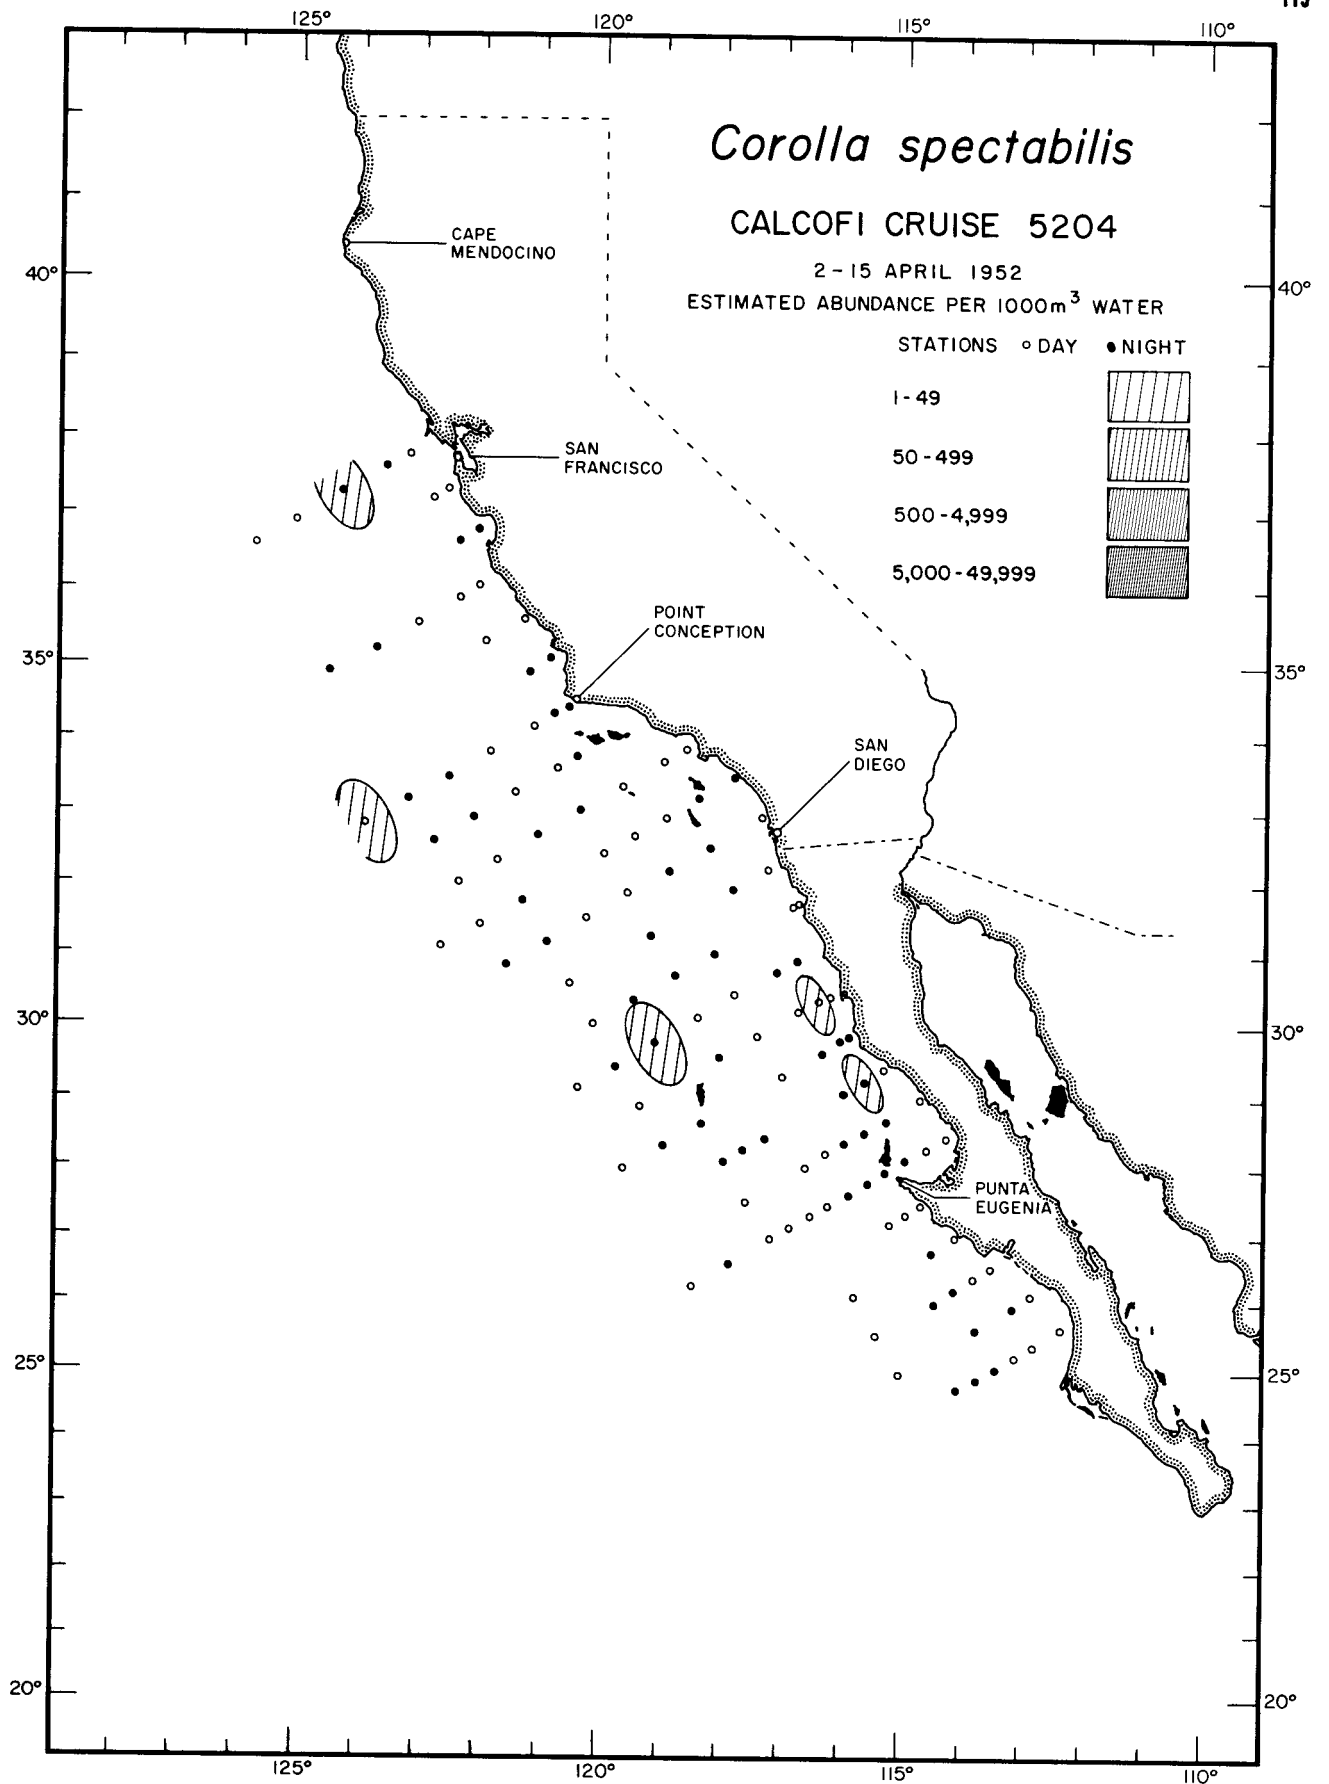 125° 120° 115° 110°
Corolla spectabilis
CALCOFI CRUISE 5204
2-15 APRIL 1952
ESTIMATED ABUNDANCE PER 1000m³ WATER
STATIONS ○ DAY ● NIGHT
1-49
50-499
500-4,999
5,000-49,999
CAPE
MENDOCINO
40° 40°
SAN
FRANCISCO
POINT
CONCEPTION
35° 35°
SAN
DIEGO
30° 30°
PUNTA
EUGENIA
25° 25°
20° 20°
125° 120° 115° 110°